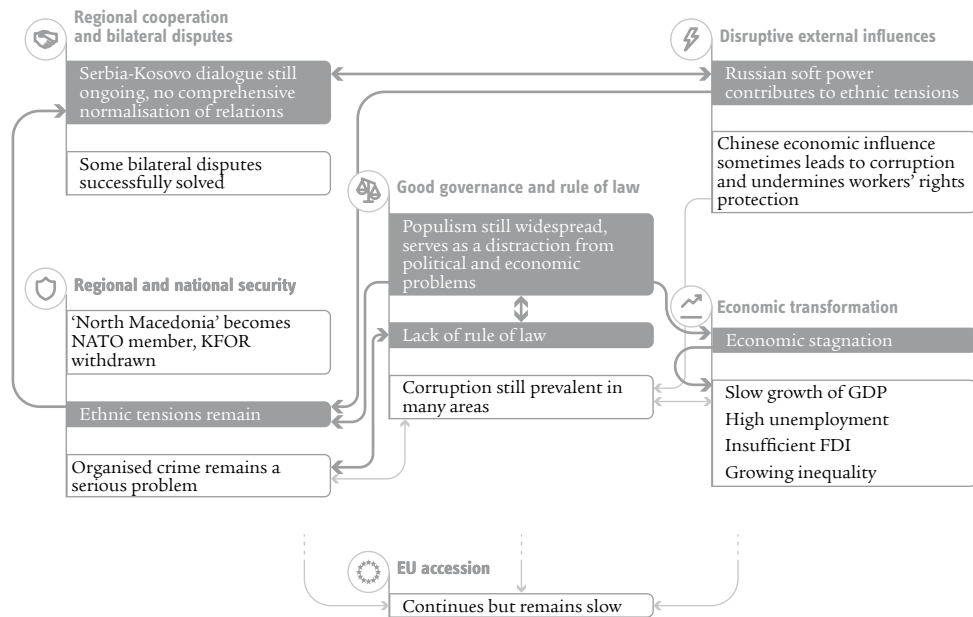 Regional cooperation
and bilateral disputes
Serbia-Kosovo dialogue still
ongoing, no comprehensive
normalisation of relations
Some bilateral disputes
successfully solved
Disruptive external influences
Russian soft power
contributes to ethnic tensions
Chinese economic influence
sometimes leads to corruption
and undermines workers’ rights
protection
Good governance and rule of law
Populism still widespread,
serves as a distraction from
political and economic
problems
Lack of rule of law
Corruption still prevalent in
many areas
Regional and national security
‘North Macedonia’ becomes
NATO member, KFOR
withdrawn
Ethnic tensions remain
Organised crime remains a
serious problem
Economic transformation
Economic stagnation
Slow growth of GDP
High unemployment
Insufficient FDI
Growing inequality
EU accession
Continues but remains slow